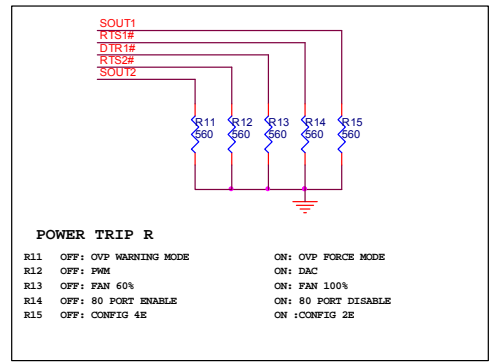 SOUT1
RTS1#
DTR1#
RTS2#
SOUT2
R11 R12 R13 R14 R15
560 560 560 560 560
POWER TRIP R
R11 OFF: OVP WARNING MODE ON: OVP FORCE MODE
R12 OFF: PWM ON: DAC
R13 OFF: FAN 60% ON: FAN 100%
R14 OFF: 80 PORT ENABLE ON: 80 PORT DISABLE
R15 OFF: CONFIG 4E ON :CONFIG 2E